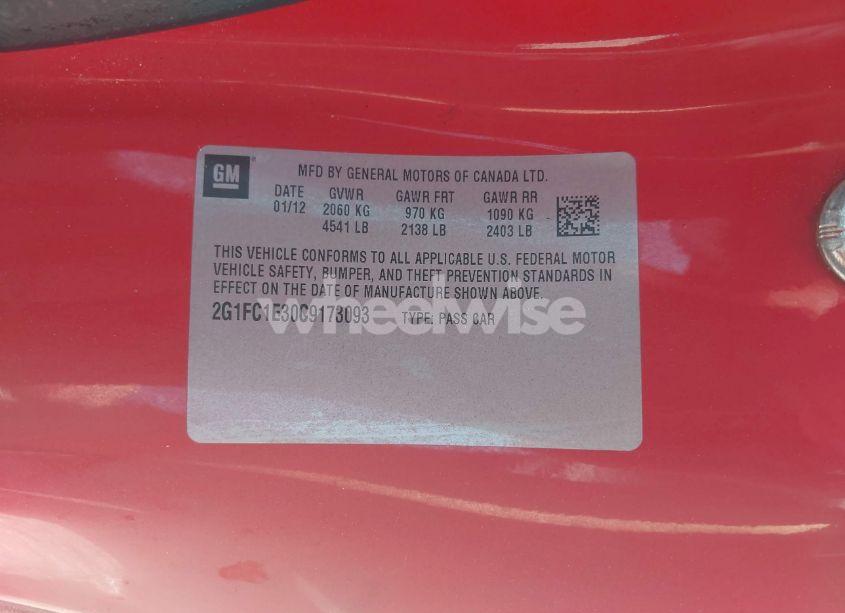 GM
MFD BY GENERAL MOTORS OF CANADA LTD.
DATE GVWR GAWR FRT GAWR RR
01/12 2060 KG 970 KG 1090 KG
4541 LB 2138 LB 2403 LB
THIS VEHICLE CONFORMS TO ALL APPLICABLE U.S. FEDERAL MOTOR
VEHICLE SAFETY, BUMPER, AND THEFT PREVENTION STANDARDS IN
EFFECT ON THE DATE OF MANUFACTURE SHOWN ABOVE.
2G1FC1E30C9173093 TYPE: PASS CAR
wheelwise